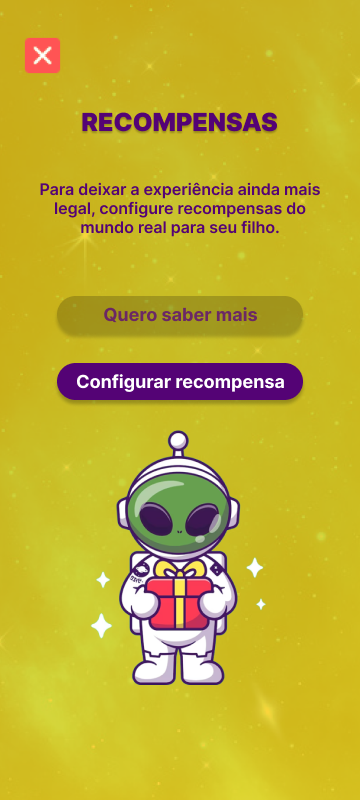 RECOMPENSAS
Para deixar a experiência ainda mais
legal, configure recompensas do
mundo real para seu filho.
Quero saber mais
Configurar recompensa